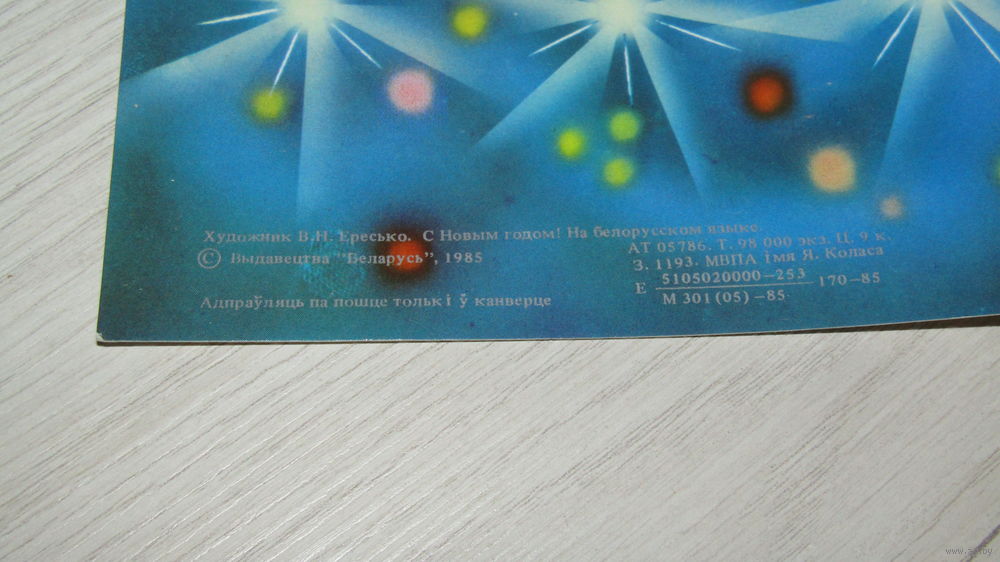 Художник В.Н. Ересько. С Новым годом! На белорусском языке.
© Выдавецтва "Беларусь", 1985
Адпраўляць па пошце толькі ў канверце
АТ 05786. Т. 98 000 экз. Ц. 9 к.
З. 1193. МВПА імя Я. Коласа
Е 5105020000—253 170—85
М 301(05)—85